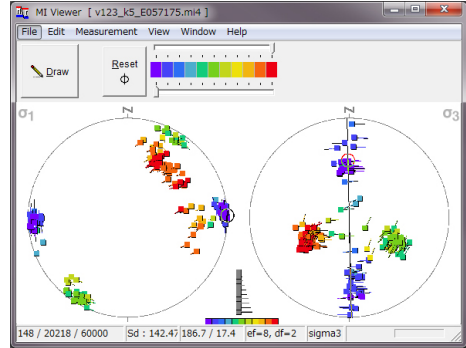 MI Viewer [ v123_k5_E057175.mi4 ]
File Edit Measurement View Window Help
Draw
Reset
Φ
σ1 N N σ3
148 / 20218 / 60000 Sd : 142.47 186.7 / 17.4 ef=8, df=2 sigma3